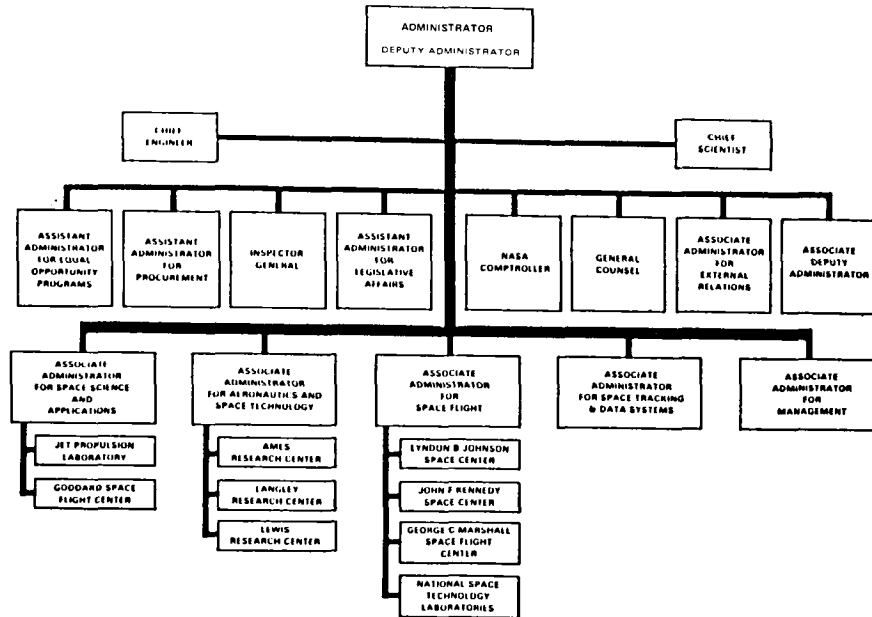 ADMINISTRATOR
DEPUTY ADMINISTRATOR
CHIEF
ENGINEER
CHIEF
SCIENTIST
ASSISTANT
ADMINISTRATOR
FOR EQUAL
OPPORTUNITY
PROGRAMS
ASSISTANT
ADMINISTRATOR
FOR
PROCUREMENT
INSPECTOR
GENERAL
ASSISTANT
ADMINISTRATOR
FOR
LEGISLATIVE
AFFAIRS
NASA
COMPTROLLER
GENERAL
COUNSEL
ASSOCIATE
ADMINISTRATOR
FOR
EXTERNAL
RELATIONS
ASSOCIATE
DEPUTY
ADMINISTRATOR
ASSOCIATE
ADMINISTRATOR
FOR SPACE SCIENCE
AND
APPLICATIONS
JET PROPULSION
LABORATORY
GODDARD SPACE
FLIGHT CENTER
ASSOCIATE
ADMINISTRATOR
FOR AERONAUTICS AND
SPACE TECHNOLOGY
AMES
RESEARCH CENTER
LANGLEY
RESEARCH CENTER
LEWIS
RESEARCH CENTER
ASSOCIATE
ADMINISTRATOR
FOR
SPACE FLIGHT
LYNDON B JOHNSON
SPACE CENTER
JOHN F KENNEDY
SPACE CENTER
GEORGE C MARSHALL
SPACE FLIGHT
CENTER
NATIONAL SPACE
TECHNOLOGY
LABORATORIES
ASSOCIATE
ADMINISTRATOR
FOR SPACE TRACKING
& DATA SYSTEMS
ASSOCIATE
ADMINISTRATOR
FOR
MANAGEMENT